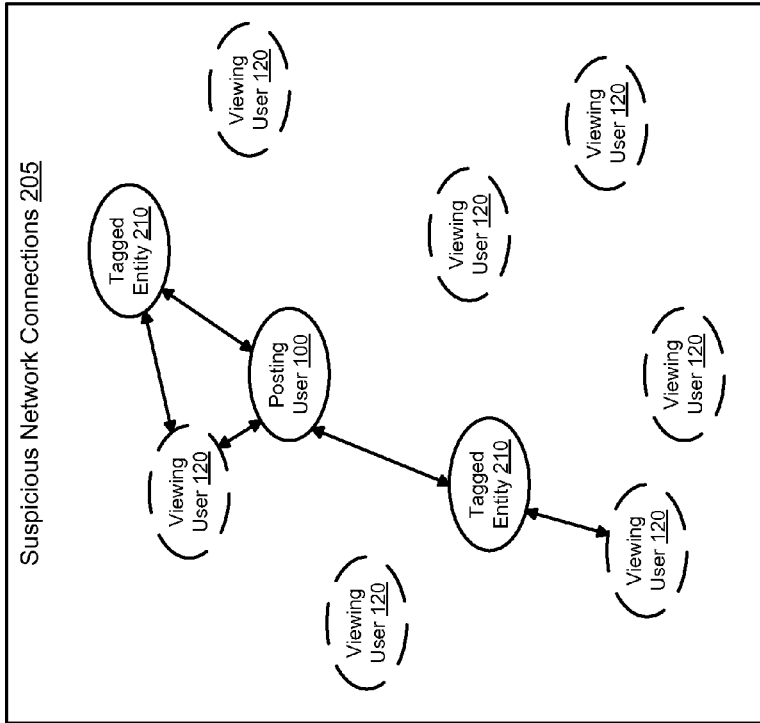 Suspicious Network Connections 205
Tagged
Entity 210
Viewing
User 120
Viewing
User 120
Posting
User 100
Viewing
User 120
Viewing
User 120
Tagged
Entity 210
Viewing
User 120
Viewing
User 120
Viewing
User 120